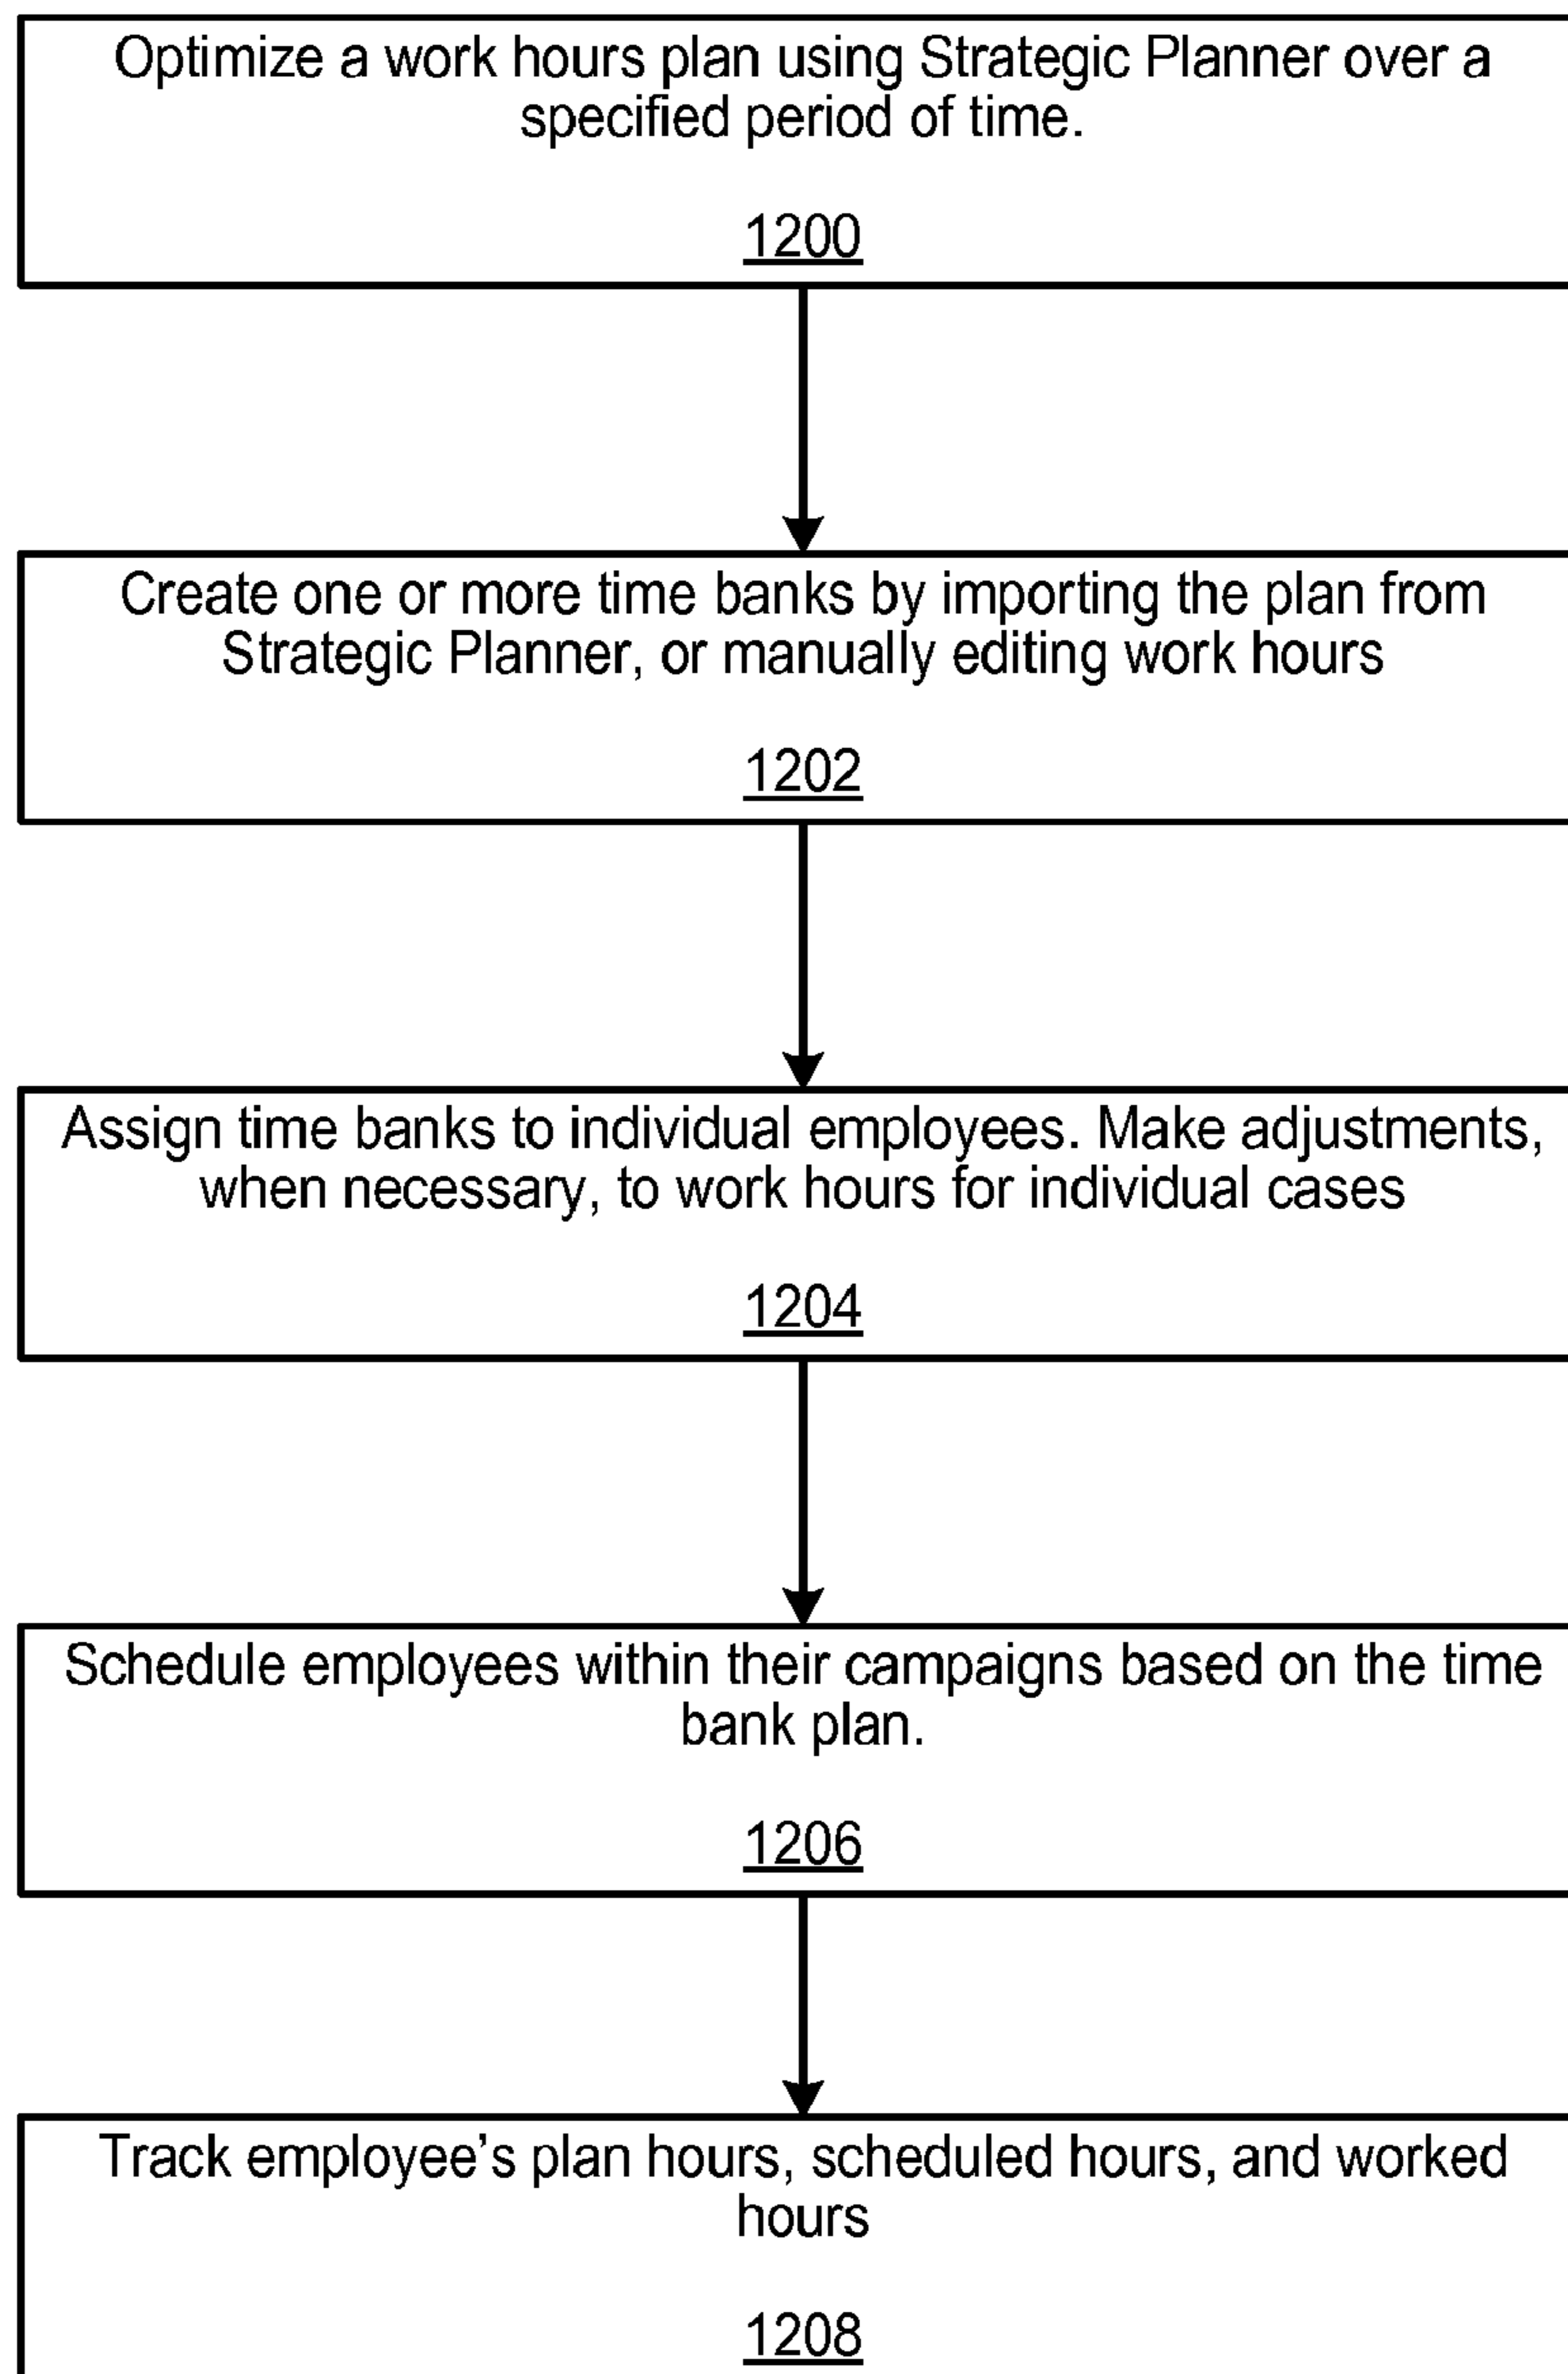 Optimize a work hours plan using Strategic Planner over a
specified period of time.
1200
Create one or more time banks by importing the plan from
Strategic Planner, or manually editing work hours
1202
Assign time banks to individual employees. Make adjustments,
when necessary, to work hours for individual cases
1204
Schedule employees within their campaigns based on the time
bank plan.
1206
Track employee’s plan hours, scheduled hours, and worked
hours
1208